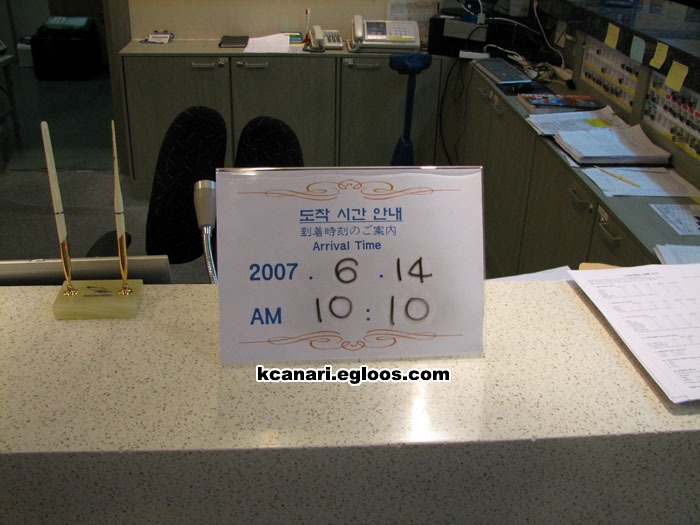 도착 시간 안내
到着時刻のご案内
Arrival Time
2007 . 6 . 14
AM 10 : 10
kcanari.egloos.com